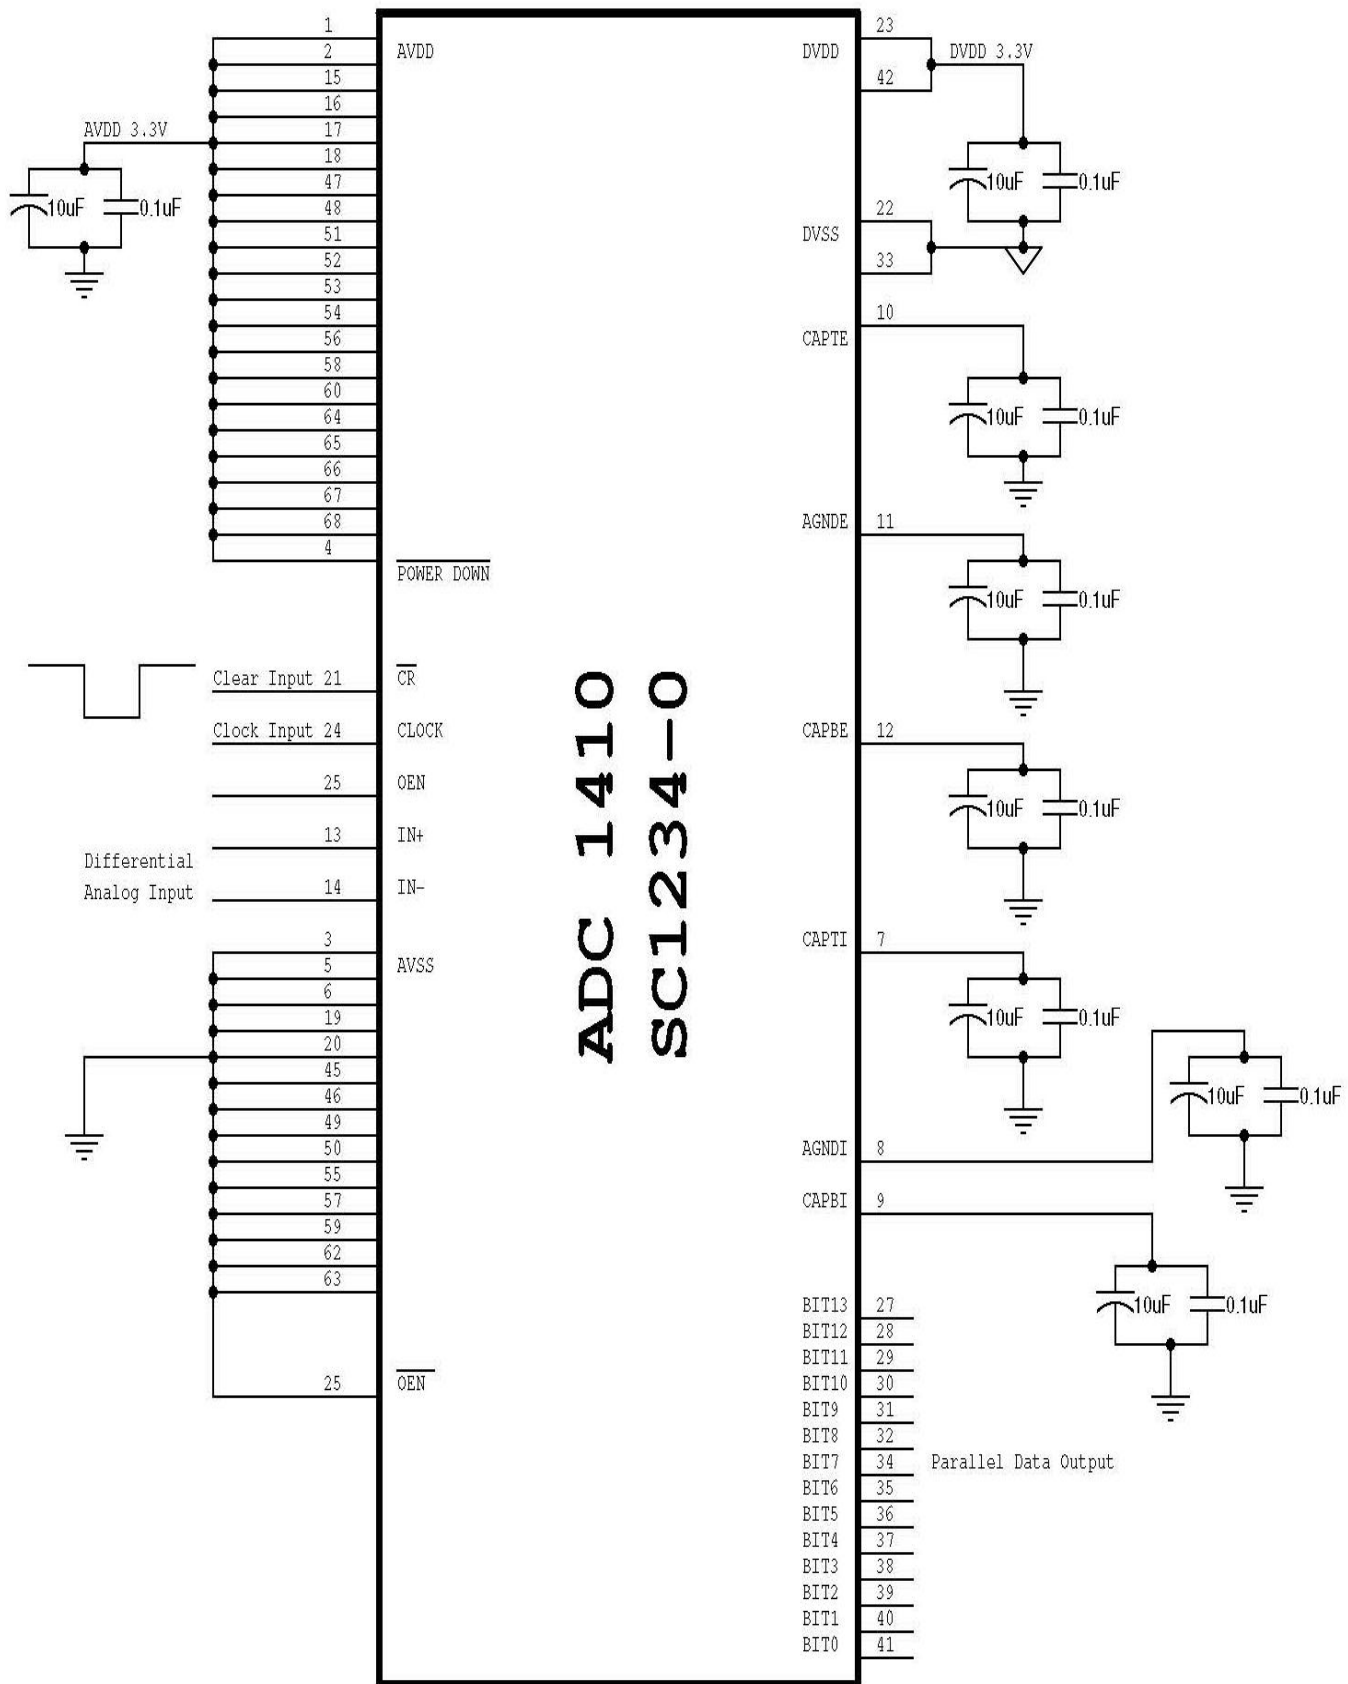 1
2
AVDD
15
16
AVDD 3.3V
17
18
47
10uF
0.1uF
48
51
52
53
54
56
58
60
64
65
66
67
68
4
POWER DOWN
Clear Input 21
CR
Clock Input 24
CLOCK
25
OEN
13
IN+
Differential
Analog Input
14
IN-
3
AVSS
5
6
19
20
45
46
49
50
55
57
59
62
63
25
OEN
ADC 1410
SC1234-0
23
DVDD
DVDD 3.3V
42
10uF
0.1uF
22
DVSS
33
10
CAPTE
10uF
0.1uF
AGNDE
11
10uF
0.1uF
CAPBE
12
10uF
0.1uF
CAPTI
7
10uF
0.1uF
10uF
0.1uF
AGNDI
8
CAPBI
9
10uF
0.1uF
BIT13 27
BIT12 28
BIT11 29
BIT10 30
BIT9 31
BIT8 32
BIT7 34
Parallel Data Output
BIT6 35
BIT5 36
BIT4 37
BIT3 38
BIT2 39
BIT1 40
BIT0 41